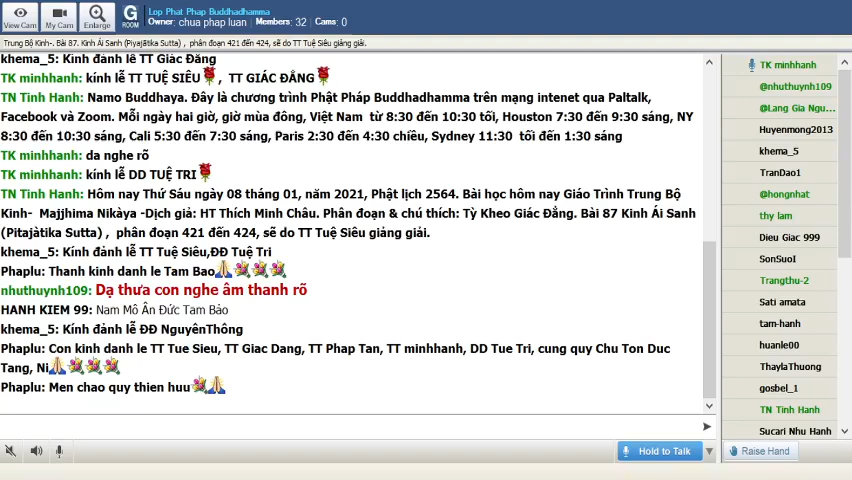 View Cam
My Cam
Enlarge
G
ROOM
Lop Phat Phap Buddhadhamma
Owner: chua phap luan Members: 32 Cams: 0
Trung Bộ Kinh-. Bài 87. Kinh Ái Sanh (Piyajātika Sutta) , phân đoạn 421 đến 424, sẽ do TT Tuệ Siêu giảng giải.
khema_5: Kính đảnh lễ TT Giác Đăng
TK minhhanh: kính lễ TT TUỆ SIÊU , TT GIÁC ĐẲNG
TN Tinh Hanh: Namo Buddhaya. Đây là chương trình Phật Pháp Buddhadhamma trên mạng intenet qua Paltalk,
Facebook và Zoom. Mỗi ngày hai giờ, giờ mùa đông, Việt Nam từ 8:30 đến 10:30 tối, Houston 7:30 đến 9:30 sáng, NY
8:30 đến 10:30 sáng, Cali 5:30 đến 7:30 sáng, Paris 2:30 đến 4:30 chiều, Sydney 11:30 tối đến 1:30 sáng
TK minhhanh: da nghe rõ
TK minhhanh: kính lễ DD TUỆ TRI
TN Tinh Hanh: Hôm nay Thứ Sáu ngày 08 tháng 01, năm 2021, Phật lịch 2564. Bài học hôm nay Giáo Trình Trung Bộ
Kinh- Majjhima Nikàya -Dịch giả: HT Thích Minh Châu. Phân đoạn & chú thích: Tỳ Kheo Giác Đẳng. Bài 87 Kinh Ái Sanh
(Pitajàtika Sutta) , phân đoạn 421 đến 424, sẽ do TT Tuệ Siêu giảng giải.
khema_5: Kính đảnh lễ TT Tuệ Siêu,ĐĐ Tuệ Tri
Phaplu: Thanh kinh danh le Tam Bao
nhuthuynh109: Dạ thưa con nghe âm thanh rõ
HANH KIEM 99: Nam Mô Ân Đức Tam Bảo
khema_5: Kính đảnh lễ ĐĐ NguyênThông
Phaplu: Con kinh danh le TT Tue Sieu, TT Giac Dang, TT Phap Tan, TT minhhanh, DD Tue Tri, cung quy Chu Ton Duc
Tang, Ni
Phaplu: Men chao quy thien huu
Hold to Talk
TK minhhanh
@nhuthuynh109
@Lang Gia Ngu...
Huyenmong2013
khema_5
TranDao1
@hongnhat
thy lam
Dieu Giac 999
SonSuoI
Trangthu-2
Sati amata
tam-hanh
huanle00
ThaylaThuong
gosbel_1
TN Tinh Hanh
Sucari Nhu Hanh
Raise Hand